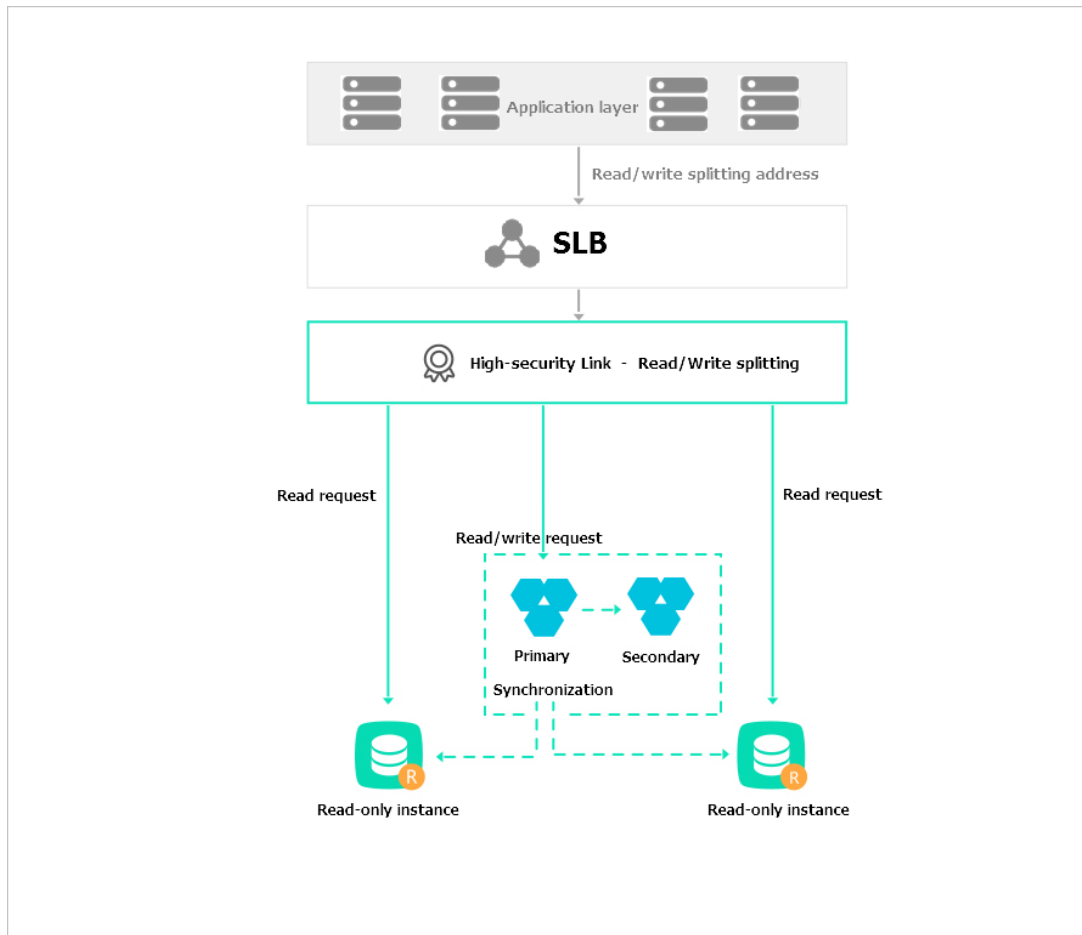 Application layer
Read/write splitting address
SLB
High-security Link - Read/Write splitting
Read request
Read request
Read/write request
Primary
Secondary
Synchronization
R
R
Read-only instance
Read-only instance